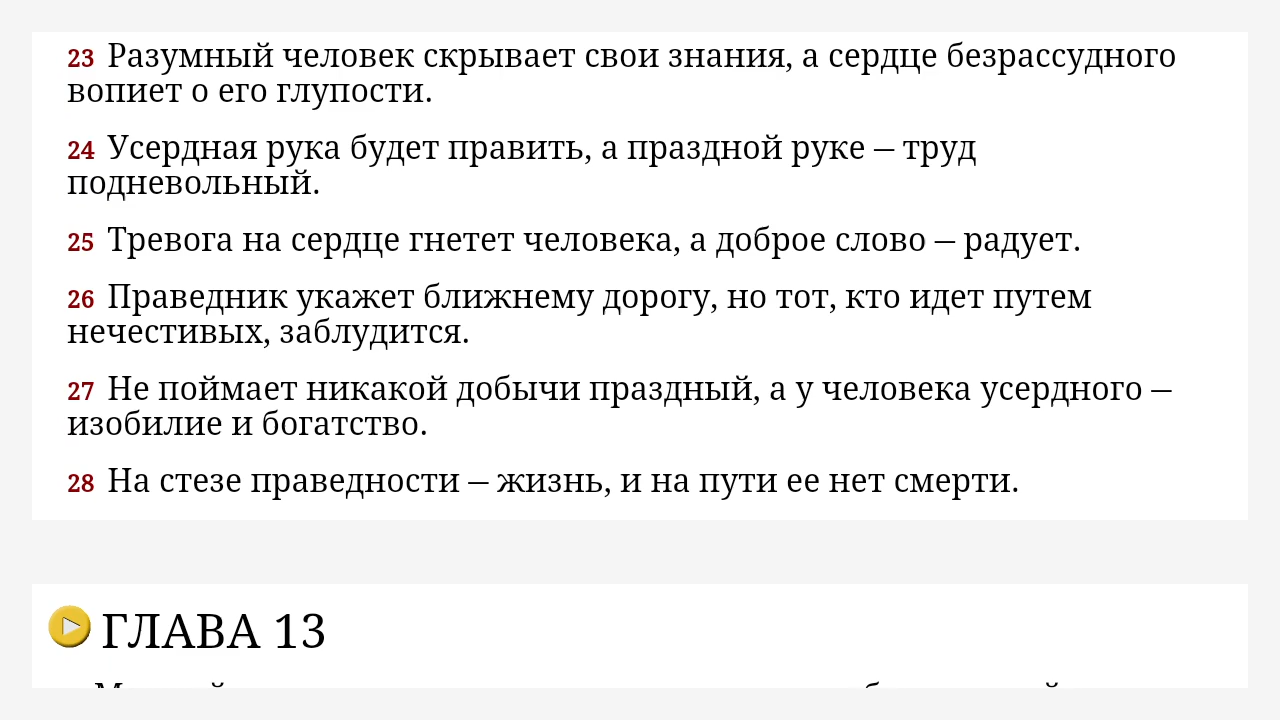 23 Разумный человек скрывает свои знания, а сердце безрассудного
вопиет о его глупости.
24 Усердная рука будет править, а праздной руке — труд
подневольный.
25 Тревога на сердце гнетет человека, а доброе слово — радует.
26 Праведник укажет ближнему дорогу, но тот, кто идет путем
нечестивых, заблудится.
27 Не поймает никакой добычи праздный, а у человека усердного —
изобилие и богатство.
28 На стезе праведности — жизнь, и на пути ее нет смерти.
ГЛАВА 13